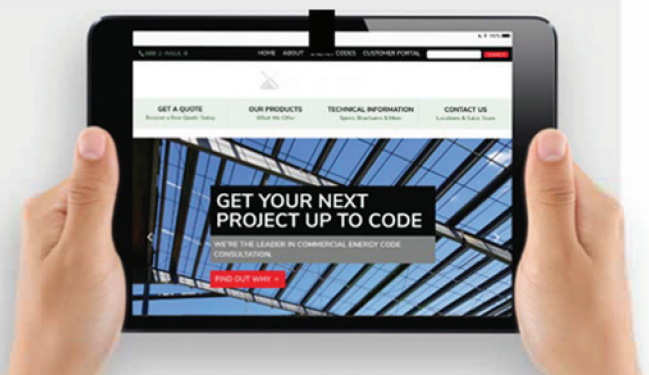 HOME ABOUT CODES CUSTOMER PORTAL
GET A QUOTE
Receive a Free Quote Today
OUR PRODUCTS
What We Offer
TECHNICAL INFORMATION
Specs, Brochures & More
CONTACT US
Locations & Sales Team
GET YOUR NEXT
PROJECT UP TO CODE
WE'RE THE LEADER IN COMMERCIAL ENERGY CODE
CONSULTATION.
FIND OUT WHY